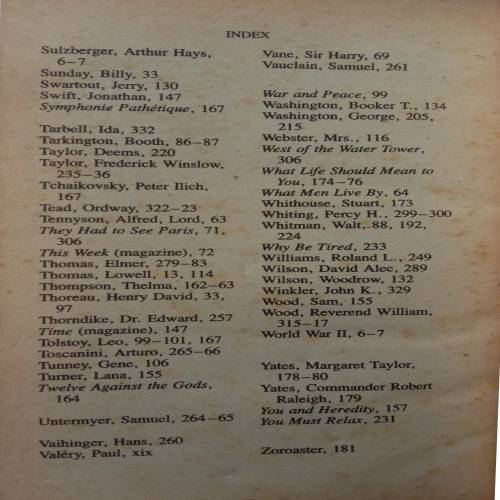 INDEX
Sulzberger, Arthur Hays,
6–7
Sunday, Billy, 33
Swartout, Jerry, 130
Swift, Jonathan, 147
Symphonie Pathétique, 167
Tarbell, Ida, 332
Tarkington, Booth, 86–87
Taylor, Deems, 220
Taylor, Frederick Winslow,
235–36
Tchaikovsky, Peter Ilich,
167
Tead, Ordway, 322–23
Tennyson, Alfred, Lord, 63
They Had to See Paris, 71,
306
This Week (magazine), 72
Thomas, Elmer, 279–83
Thomas, Lowell, 13, 114
Thompson, Thelma, 162–63
Thoreau, Henry David, 33,
97
Thorndike, Dr. Edward, 257
Time (magazine), 147
Tolstoy, Leo, 99–101, 167
Toscanini, Arturo, 265–66
Tunney, Gene, 106
Turner, Lana, 155
Twelve Against the Gods,
164
Untermyer, Samuel, 264–65
Vaihinger, Hans, 260
Valéry, Paul, xix
Vane, Sir Harry, 69
Vauclain, Samuel, 261
War and Peace, 99
Washington, Booker T., 134
Washington, George, 205,
215
Webster, Mrs., 116
West of the Water Tower,
306
What Life Should Mean to
You, 174–76
What Men Live By, 64
Whithouse, Stuart, 173
Whiting, Percy H., 299–300
Whitman, Walt, 88, 192,
224
Why Be Tired, 233
Williams, Roland L., 249
Wilson, David Alec, 289
Wilson, Woodrow, 132
Winkler, John K., 329
Wood, Sam, 155
Wood, Reverend William,
315–17
World War II, 6–7
Yates, Margaret Taylor,
178–80
Yates, Commander Robert
Raleigh, 179
You and Heredity, 157
You Must Relax, 231
Zoroaster, 181